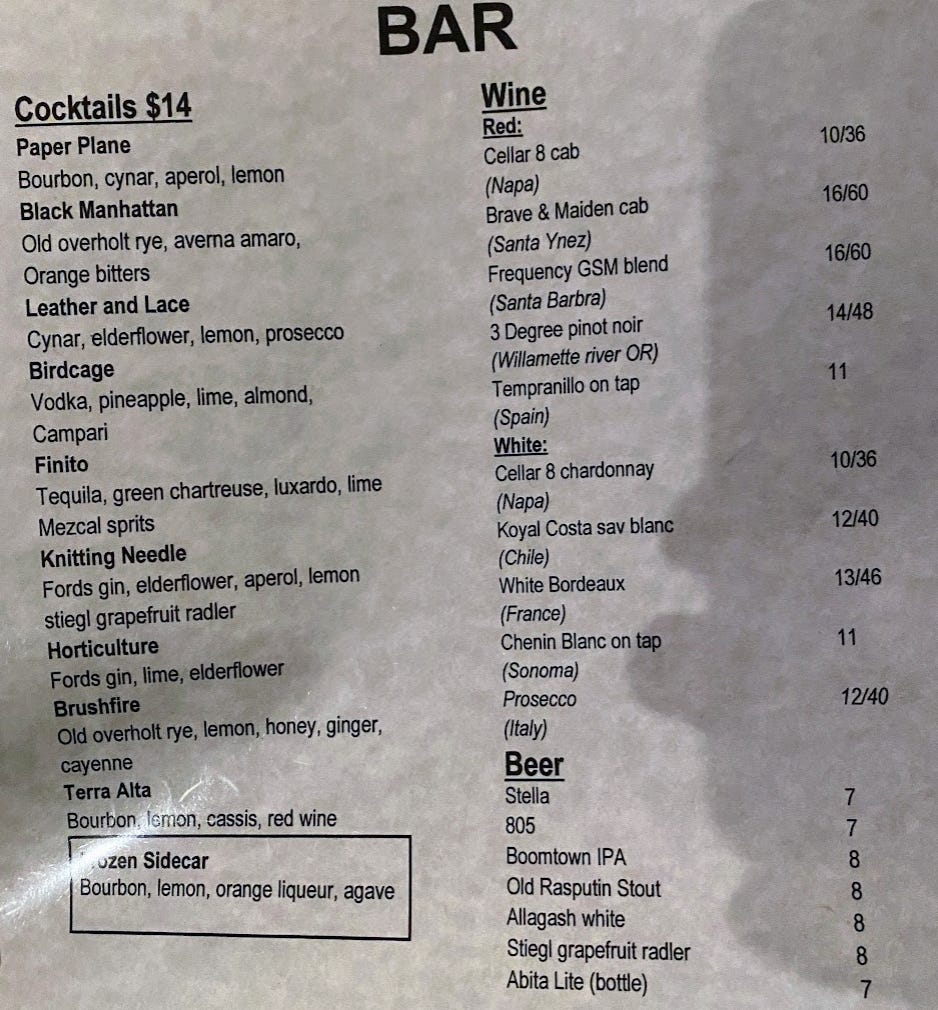 BAR
Cocktails $14
Paper Plane
Bourbon, cynar, aperol, lemon
Black Manhattan
Old overholt rye, averna amaro,
Orange bitters
Leather and Lace
Cynar, elderflower, lemon, prosecco
Birdcage
Vodka, pineapple, lime, almond,
Campari
Finito
Tequila, green chartreuse, luxardo, lime
Mezcal sprits
Knitting Needle
Fords gin, elderflower, aperol, lemon
stiegl grapefruit radler
Horticulture
Fords gin, lime, elderflower
Brushfire
Old overholt rye, lemon, honey, ginger,
cayenne
Terra Alta
Bourbon, lemon, cassis, red wine
Frozen Sidecar
Bourbon, lemon, orange liqueur, agave
Wine
Red:
Cellar 8 cab 10/36
(Napa)
Brave & Maiden cab 16/60
(Santa Ynez)
Frequency GSM blend 16/60
(Santa Barbra)
3 Degree pinot noir 14/48
(Willamette river OR)
Tempranillo on tap 11
(Spain)
White:
Cellar 8 chardonnay 10/36
(Napa)
Koyal Costa sav blanc 12/40
(Chile)
White Bordeaux 13/46
(France)
Chenin Blanc on tap 11
(Sonoma)
Prosecco 12/40
(Italy)
Beer
Stella 7
805 7
Boomtown IPA 8
Old Rasputin Stout 8
Allagash white 8
Stiegl grapefruit radler 8
Abita Lite (bottle) 7